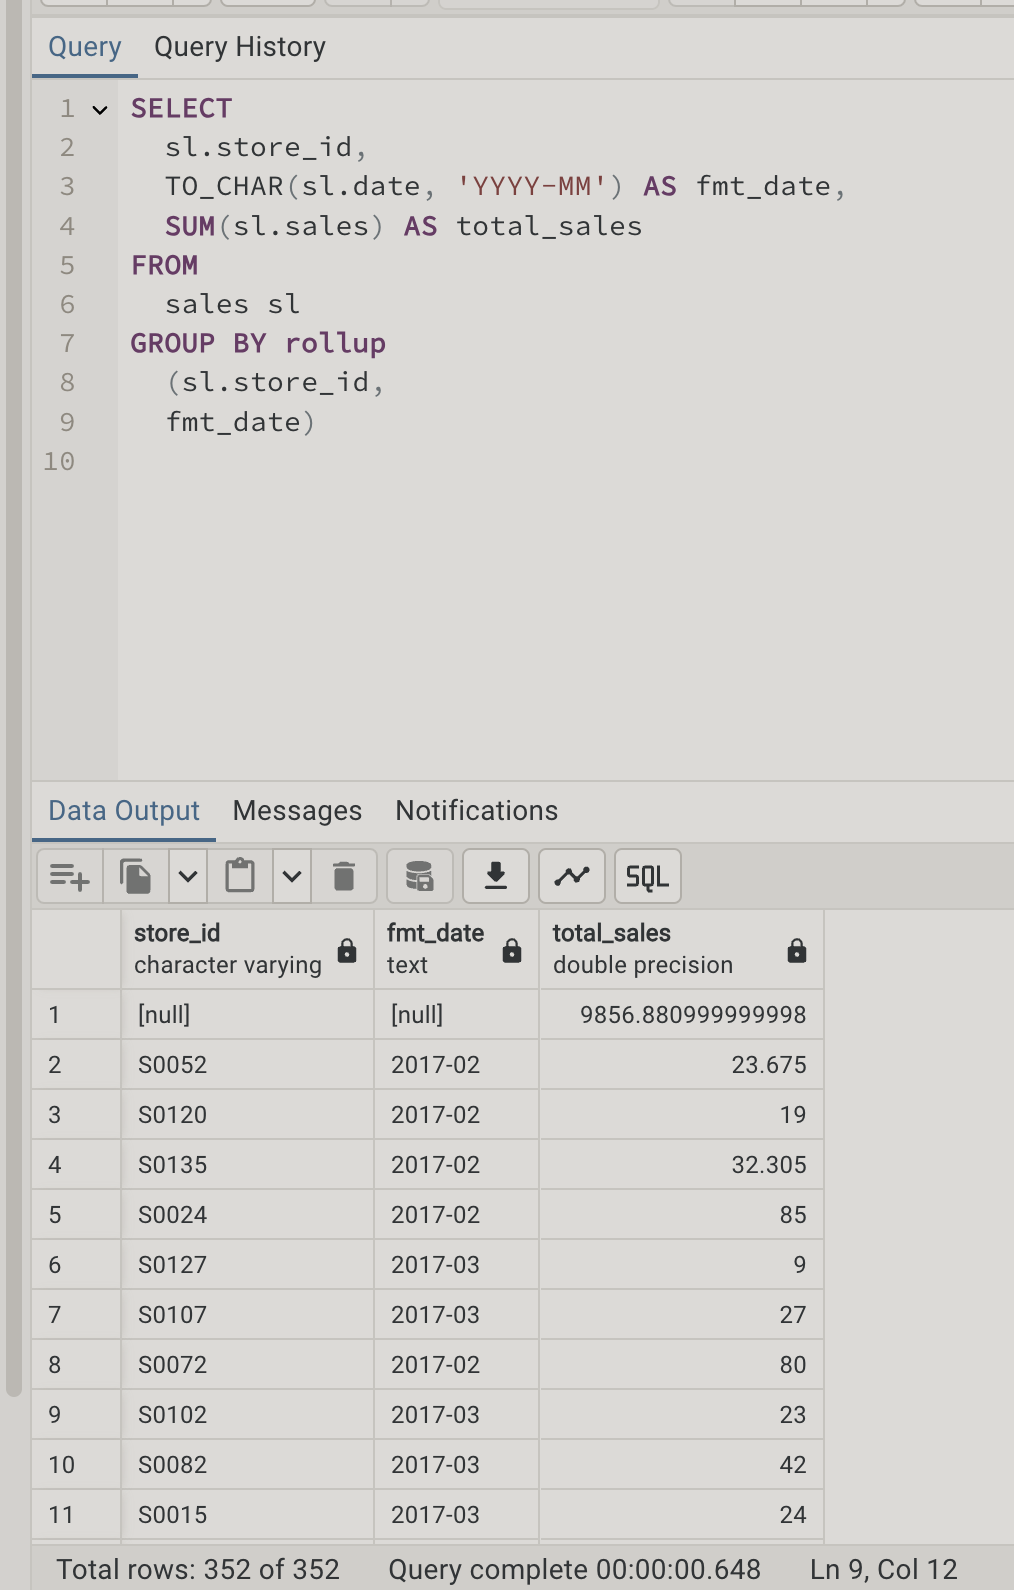 Query Query History
1 SELECT
2 sl.store_id,
3 TO_CHAR(sl.date, 'YYYY-MM') AS fmt_date,
4 SUM(sl.sales) AS total_sales
5 FROM
6 sales sl
7 GROUP BY rollup
8 (sl.store_id,
9 fmt_date)
10
Data Output Messages Notifications
SQL
store_id fmt_date total_sales
character varying text double precision
1 [null] [null] 9856.880999999998
2 S0052 2017-02 23.675
3 S0120 2017-02 19
4 S0135 2017-02 32.305
5 S0024 2017-02 85
6 S0127 2017-03 9
7 S0107 2017-03 27
8 S0072 2017-02 80
9 S0102 2017-03 23
10 S0082 2017-03 42
11 S0015 2017-03 24
Total rows: 352 of 352 Query complete 00:00:00.648 Ln 9, Col 12